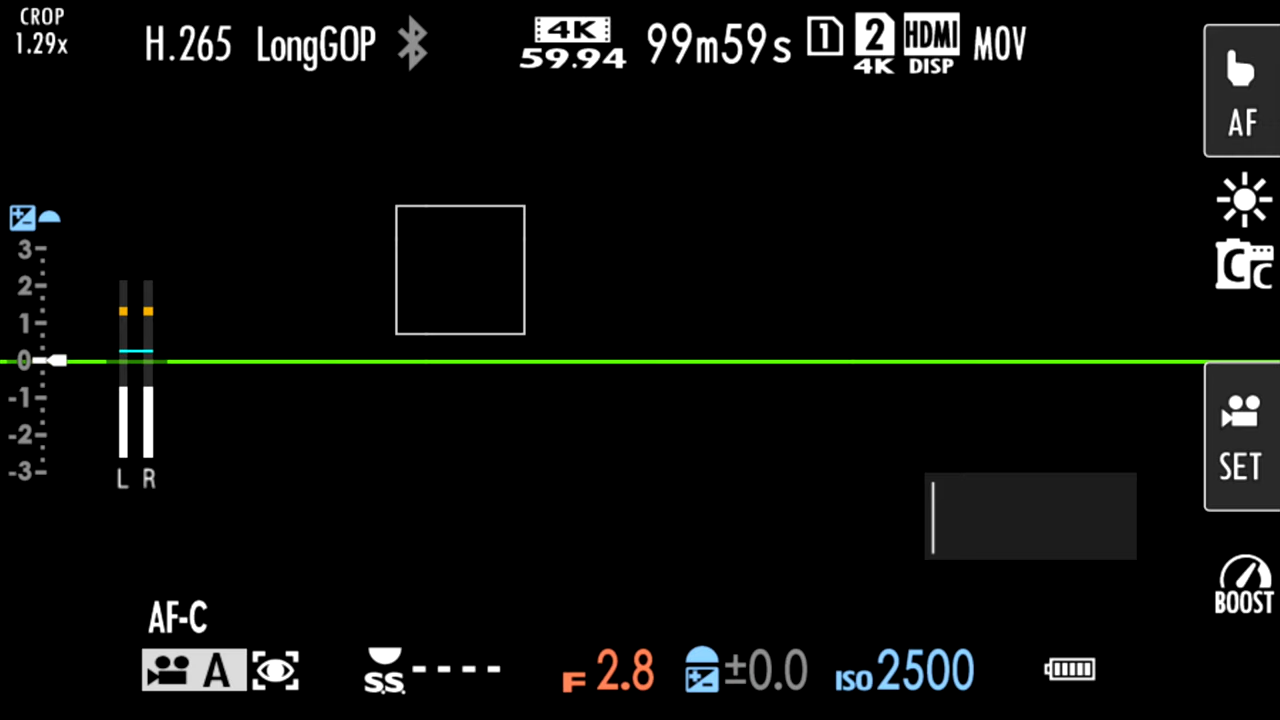 CROP
1.29x
H.265 LongGOP
4K
59.94
99m59s
1
2
4K
HDMI
DISP
MOV
AF
C
C
3
2
1
0
-1
-2
-3
L R
SET
BOOST
AF-C
A
S.S. - - - -
F 2.8
±0.0
ISO 2500